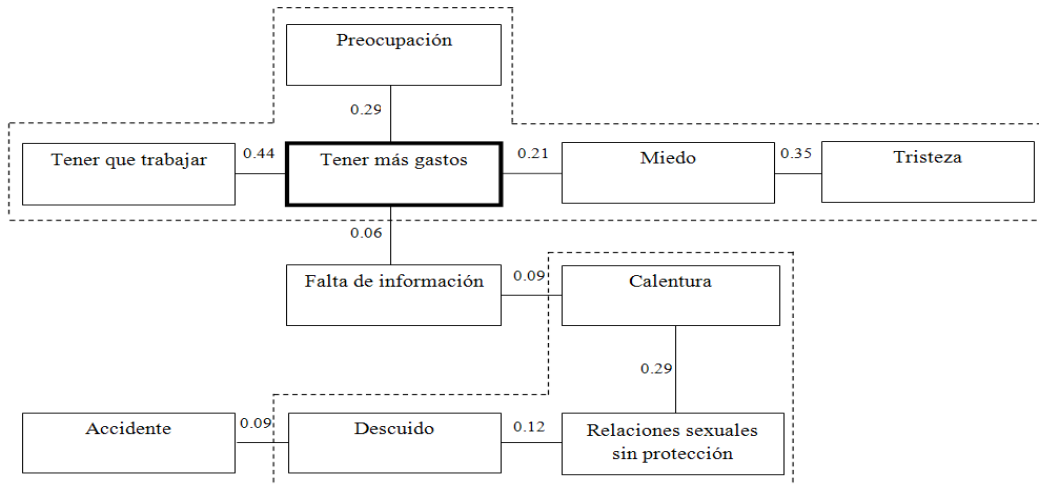 Preocupación
0.29
Tener que trabajar
0.44
Tener más gastos
0.21
Miedo
0.35
Tristeza
0.06
Falta de información
0.09
Calentura
0.29
Accidente
0.09
Descuido
0.12
Relaciones sexuales
sin protección